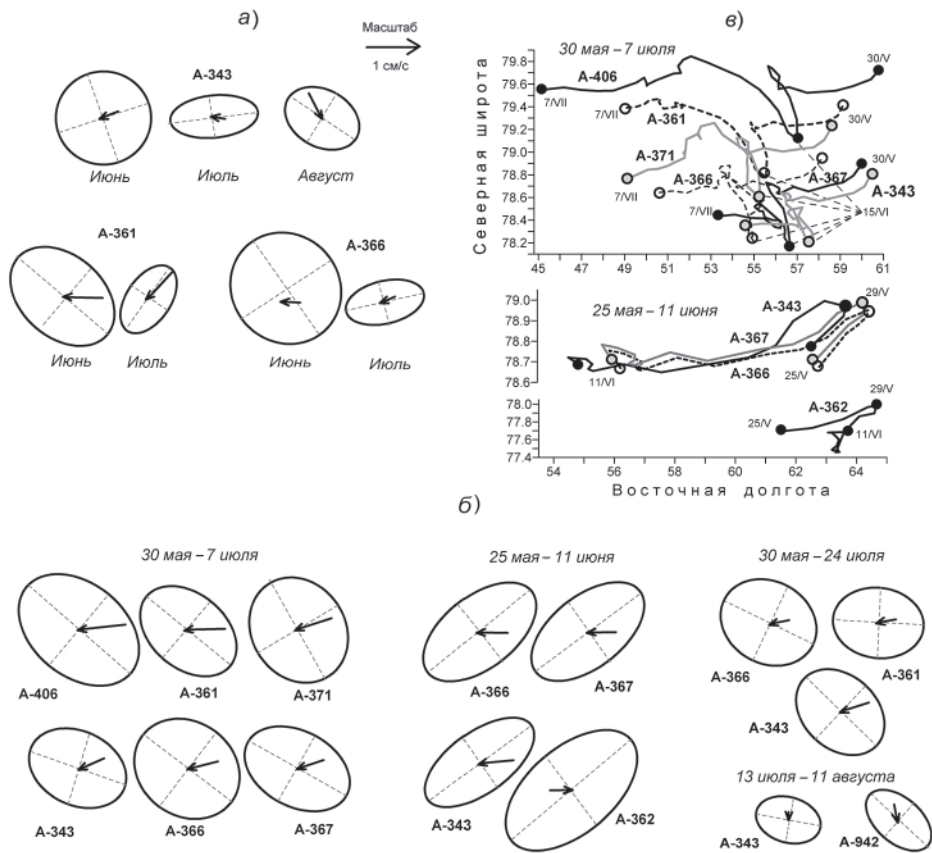 а)
Масштаб
1 см/с
А-343
Июнь
Июль
Август
А-361
А-366
Июнь
Июль
Июнь
Июль
в)
30 мая – 7 июля
Северная широта
79.8
79.6
79.4
79.2
79.0
78.8
78.6
78.4
78.2
45
47
49
51
53
55
57
59
61
А-406
7/VII
30/V
А-361
7/VII
30/V
А-371
А-366
А-367
30/V
А-343
7/VII
7/VII
15/VI
25 мая – 11 июня
79.0
78.8
78.6
А-343
29/V
А-367
А-366
11/VI
25/V
78.0
77.8
77.6
77.4
А-362
25/V
29/V
11/VI
54
56
58
60
62
64
Восточная долгота
б)
30 мая – 7 июля
А-406
А-361
А-371
А-343
А-366
А-367
25 мая – 11 июня
А-366
А-367
А-343
А-362
30 мая – 24 июля
А-366
А-361
А-343
13 июля – 11 августа
А-343
А-942